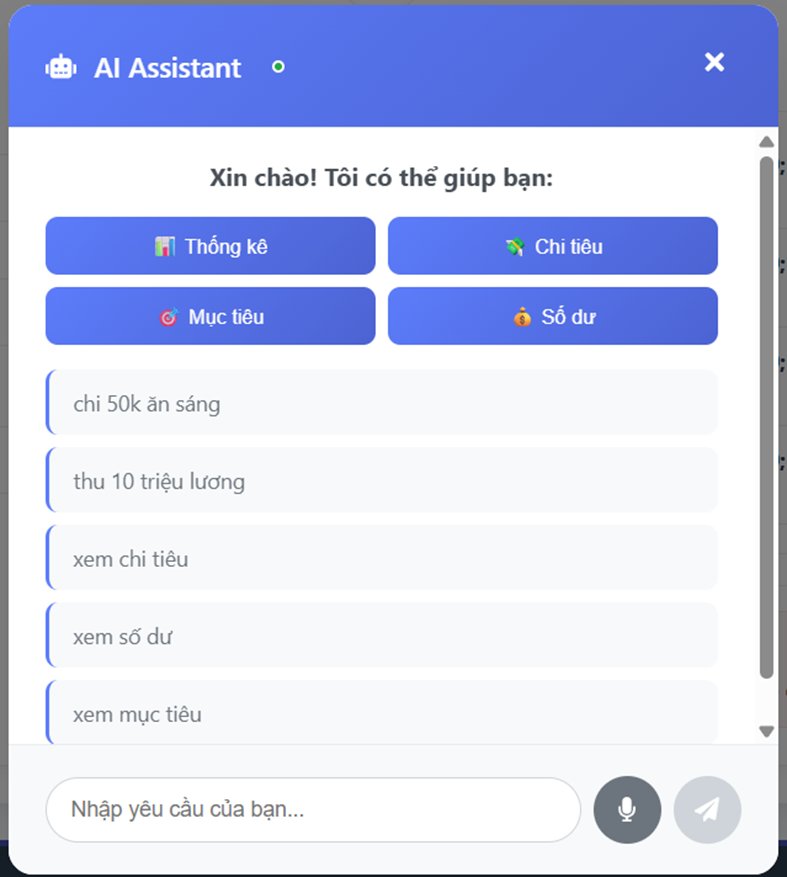 AI Assistant
Xin chào! Tôi có thể giúp bạn:
Thống kê
Chi tiêu
Mục tiêu
Số dư
chi 50k ăn sáng
thu 10 triệu lương
xem chi tiêu
xem số dư
xem mục tiêu
Nhập yêu cầu của bạn...